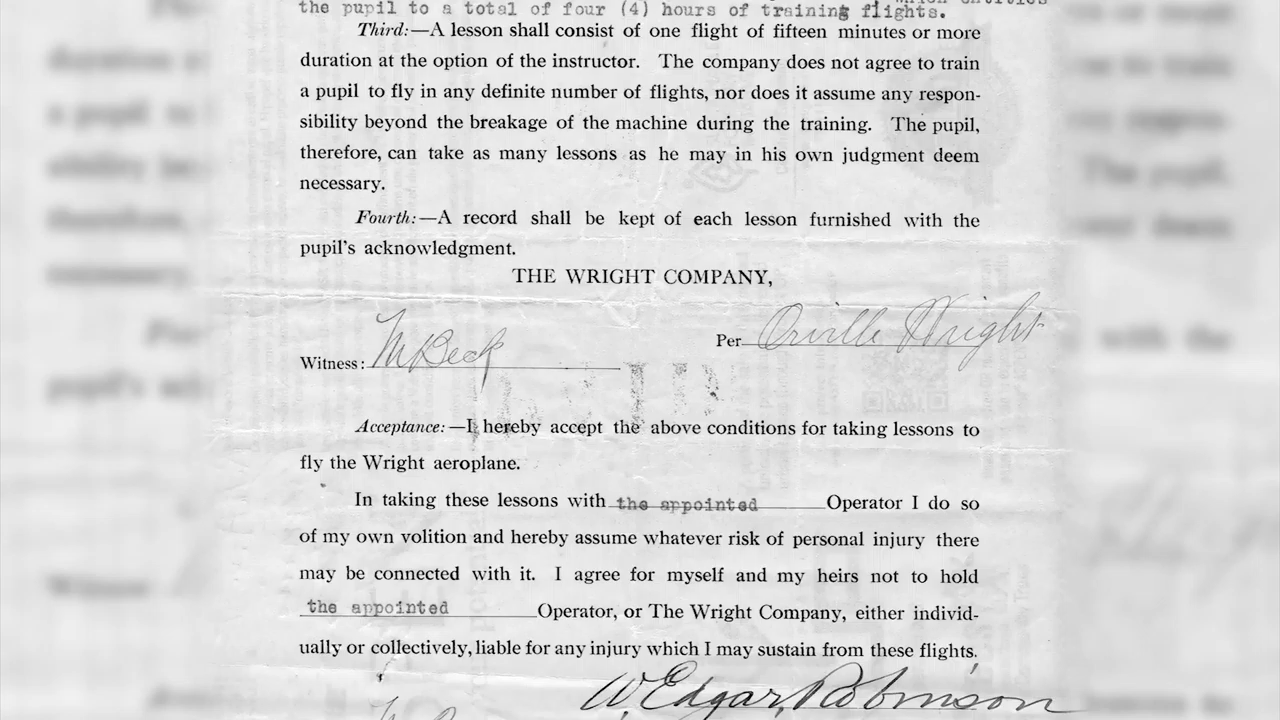 the pupil to a total of four (4) hours of training flights.
Third:—A lesson shall consist of one flight of fifteen minutes or more
duration at the option of the instructor. The company does not agree to train
a pupil to fly in any definite number of flights, nor does it assume any respon-
sibility beyond the breakage of the machine during the training. The pupil,
therefore, can take as many lessons as he may in his own judgment deem
necessary.
Fourth:—A record shall be kept of each lesson furnished with the
pupil's acknowledgment.
THE WRIGHT COMPANY,
Per Orville Wright
Witness: M Beck
Acceptance:—I hereby accept the above conditions for taking lessons to
fly the Wright aeroplane.
In taking these lessons with the appointed Operator I do so
of my own volition and hereby assume whatever risk of personal injury there
may be connected with it. I agree for myself and my heirs not to hold
the appointed Operator, or The Wright Company, either individ-
ually or collectively, liable for any injury which I may sustain from these flights.
W. Edgar Robinson